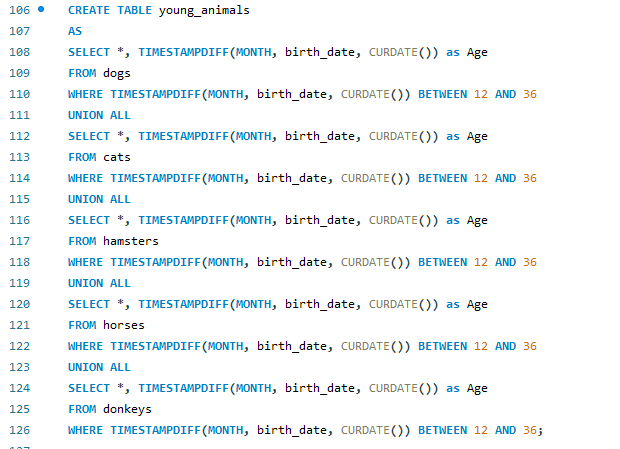 106 CREATE TABLE young_animals
107 AS
108 SELECT *, TIMESTAMPDIFF(MONTH, birth_date, CURDATE()) as Age
109 FROM dogs
110 WHERE TIMESTAMPDIFF(MONTH, birth_date, CURDATE()) BETWEEN 12 AND 36
111 UNION ALL
112 SELECT *, TIMESTAMPDIFF(MONTH, birth_date, CURDATE()) as Age
113 FROM cats
114 WHERE TIMESTAMPDIFF(MONTH, birth_date, CURDATE()) BETWEEN 12 AND 36
115 UNION ALL
116 SELECT *, TIMESTAMPDIFF(MONTH, birth_date, CURDATE()) as Age
117 FROM hamsters
118 WHERE TIMESTAMPDIFF(MONTH, birth_date, CURDATE()) BETWEEN 12 AND 36
119 UNION ALL
120 SELECT *, TIMESTAMPDIFF(MONTH, birth_date, CURDATE()) as Age
121 FROM horses
122 WHERE TIMESTAMPDIFF(MONTH, birth_date, CURDATE()) BETWEEN 12 AND 36
123 UNION ALL
124 SELECT *, TIMESTAMPDIFF(MONTH, birth_date, CURDATE()) as Age
125 FROM donkeys
126 WHERE TIMESTAMPDIFF(MONTH, birth_date, CURDATE()) BETWEEN 12 AND 36;